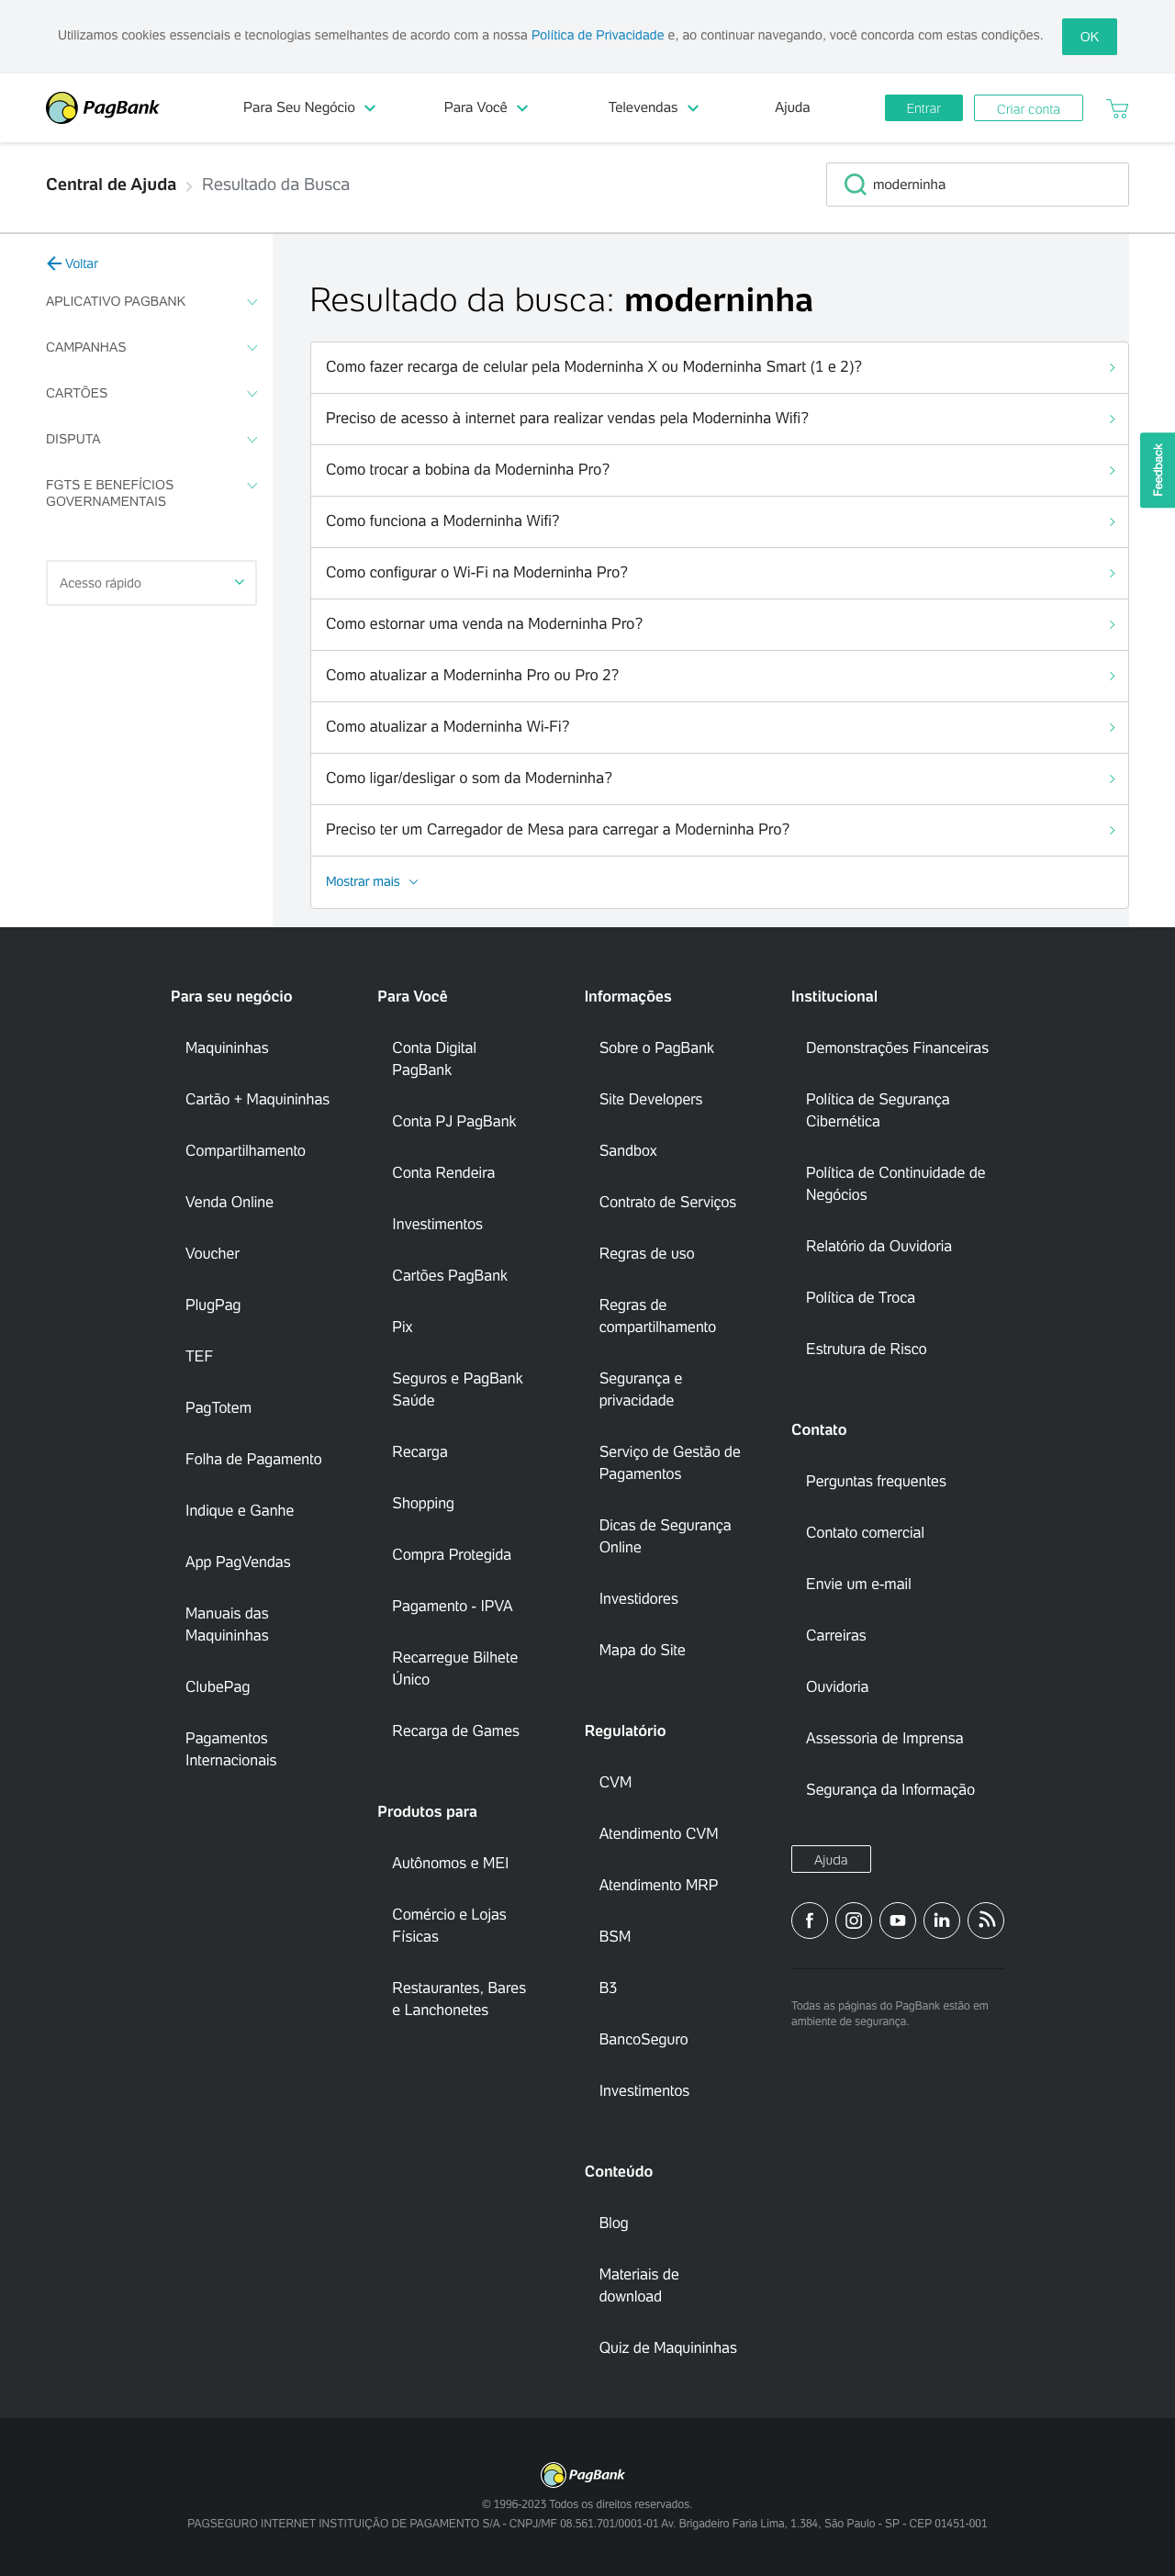 Utilizamos cookies essenciais e tecnologias semelhantes de acordo com a nossa Política de Privacidade e, ao continuar navegando, você concorda com estas condições.
OK
PagBank
Para Seu Negócio
Para Você
Televendas
Ajuda
Entrar
Criar conta
Central de Ajuda
Resultado da Busca
moderninha
Voltar
APLICATIVO PAGBANK
CAMPANHAS
CARTÕES
DISPUTA
FGTS E BENEFÍCIOS
GOVERNAMENTAIS
Acesso rápido
Resultado da busca: moderninha
Como fazer recarga de celular pela Moderninha X ou Moderninha Smart (1 e 2)?
Preciso de acesso à internet para realizar vendas pela Moderninha Wifi?
Como trocar a bobina da Moderninha Pro?
Como funciona a Moderninha Wifi?
Como configurar o Wi-Fi na Moderninha Pro?
Como estornar uma venda na Moderninha Pro?
Como atualizar a Moderninha Pro ou Pro 2?
Como atualizar a Moderninha Wi-Fi?
Como ligar/desligar o som da Moderninha?
Preciso ter um Carregador de Mesa para carregar a Moderninha Pro?
Mostrar mais
Feedback
Para seu negócio
Maquininhas
Cartão + Maquininhas
Compartilhamento
Venda Online
Voucher
PlugPag
TEF
PagTotem
Folha de Pagamento
Indique e Ganhe
App PagVendas
Manuais das
Maquininhas
ClubePag
Pagamentos
Internacionais
Para Você
Conta Digital
PagBank
Conta PJ PagBank
Conta Rendeira
Investimentos
Cartões PagBank
Pix
Seguros e PagBank
Saúde
Recarga
Shopping
Compra Protegida
Pagamento - IPVA
Recarregue Bilhete
Único
Recarga de Games
Produtos para
Autônomos e MEI
Comércio e Lojas
Físicas
Restaurantes, Bares
e Lanchonetes
Informações
Sobre o PagBank
Site Developers
Sandbox
Contrato de Serviços
Regras de uso
Regras de
compartilhamento
Segurança e
privacidade
Serviço de Gestão de
Pagamentos
Dicas de Segurança
Online
Investidores
Mapa do Site
Regulatório
CVM
Atendimento CVM
Atendimento MRP
BSM
B3
BancoSeguro
Investimentos
Conteúdo
Blog
Materiais de
download
Quiz de Maquininhas
Institucional
Demonstrações Financeiras
Política de Segurança
Cibernética
Política de Continuidade de
Negócios
Relatório da Ouvidoria
Política de Troca
Estrutura de Risco
Contato
Perguntas frequentes
Contato comercial
Envie um e-mail
Carreiras
Ouvidoria
Assessoria de Imprensa
Segurança da Informação
Ajuda
Todas as páginas do PagBank estão em
ambiente de segurança.
PagBank
© 1996-2023 Todos os direitos reservados.
PAGSEGURO INTERNET INSTITUIÇÃO DE PAGAMENTO S/A - CNPJ/MF 08.561.701/0001-01 Av. Brigadeiro Faria Lima, 1.384, São Paulo - SP - CEP 01451-001